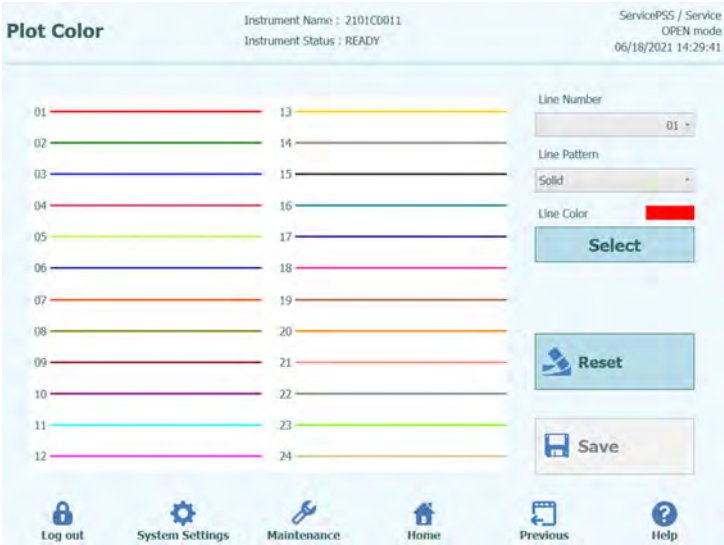 Plot Color
Instrument Name : 2101C0011
Instrument Status : READY
ServicePSS / Service
OPEN mode
06/18/2021 14:29:41
01
02
03
04
05
06
07
08
09
10
11
12
13
14
15
16
17
18
19
20
21
22
23
24
Line Number
01
Line Pattern
Solid
Line Color
Select
Reset
Save
Log out
System Settings
Maintenance
Home
Previous
? Help